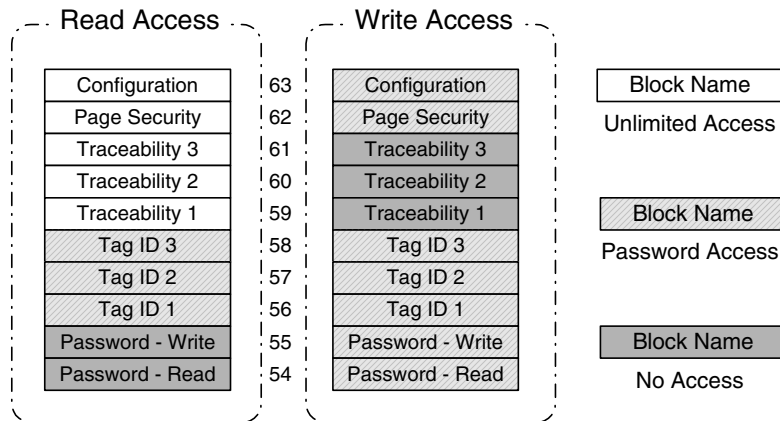 Read Access Write Access
Configuration 63 Configuration Block Name
Page Security 62 Page Security Unlimited Access
Traceability 3 61 Traceability 3
Traceability 2 60 Traceability 2
Traceability 1 59 Traceability 1 Block Name
Tag ID 3 58 Tag ID 3 Password Access
Tag ID 2 57 Tag ID 2
Tag ID 1 56 Tag ID 1
Password - Write 55 Password - Write Block Name
Password - Read 54 Password - Read No Access